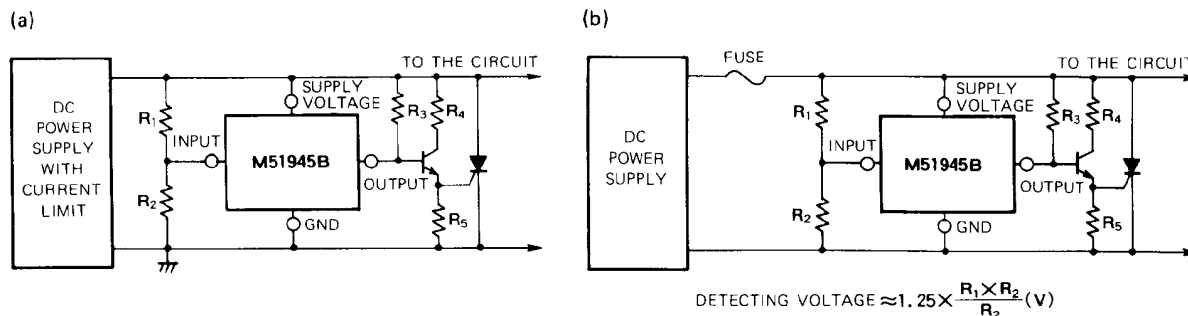 (a)
DC
POWER
SUPPLY
WITH
CURRENT
LIMIT
TO THE CIRCUIT
SUPPLY
VOLTAGE
R1
R2
INPUT
M51945B
OUTPUT
GND
R3
R4
R5
(b)
FUSE
DC
POWER
SUPPLY
TO THE CIRCUIT
SUPPLY
VOLTAGE
R1
R2
INPUT
M51945B
OUTPUT
GND
R3
R4
R5
DETECTING VOLTAGE ≈ 1.25 × R1 × R2 / R2 (V)